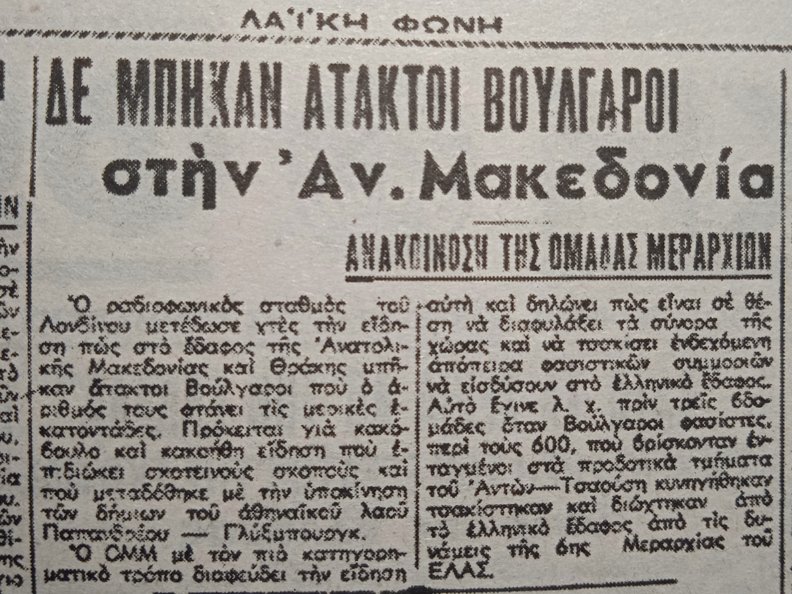 ΛΑΪΚΗ ΦΩΝΗ
ΔΕ ΜΠΗΚΑΝ ΑΤΑΚΤΟΙ ΒΟΥΛΓΑΡΟΙ
στὴν Ἀν. Μακεδονία
ΑΝΑΚΟΙΝΟΣΗ ΤΗΣ ΟΜΑΔΑΣ ΜΕΡΑΡΧΙΩΝ
Ὁ ραδιοφωνικὸς σταθμὸς τοῦ
Λονδίνου μετέδωσε χτὲς τὴν εἴδη-
ση πὼς στὸ ἔδαφος τῆς Ἀνατολι-
κῆς Μακεδονίας καὶ Θράκης μπῆ-
καν ἄτακτοι Βούλγαροι ποὺ ὁ ἀ-
ριθμός τους φτάνει τὶς μερικὲς ἑ-
κατοντάδες. Πρόκειται γιὰ κακό-
βουλο καὶ κακοήθη εἴδηση ποὺ ἐ-
πιδιώκει σκοτεινοὺς σκοποὺς καὶ
ποὺ μεταδόθηκε μὲ τὴν ὑποκίνηση
τῶν δήμιων τοῦ ἀθηναϊκοῦ λαοῦ
Παπανδρέου — Γλύξμπουργκ.
Ὁ ΟΜΜ μὲ τὸν πιὸ κατηγορη-
ματικὸ τρόπο διαψεύδει τὴν εἴδηση
αὐτὴ καὶ δηλώνει πὼς εἶναι σὲ θέ-
ση νὰ διαφυλάξει τὰ σύνορα τῆς
χώρας καὶ νὰ τσακίσει ἐνδεχόμενη
ἀπόπειρα φασιστικῶν συμμοριῶν
νὰ εἰσδύσουν στὸ ἑλληνικὸ ἔδαφος.
Αὐτὸ ἔγινε λ. χ. πρὶν τρεῖς βδο-
μάδες ὅταν Βούλγαροι φασίστες,
περὶ τοὺς 600, ποὺ βρίσκονταν ἐν-
ταγμένοι στὰ προδοτικὰ τμήματα
τοῦ Ἀντὼν—Τσαούση κυνηγήθηκαν
τσακίστηκαν καὶ διώχτηκαν ἀπὸ
τὸ ἑλληνικὸ ἔδαφος ἀπὸ τὶς δυ-
νάμεις τῆς 6ης Μεραρχίας τοῦ
ΕΛΑΣ.